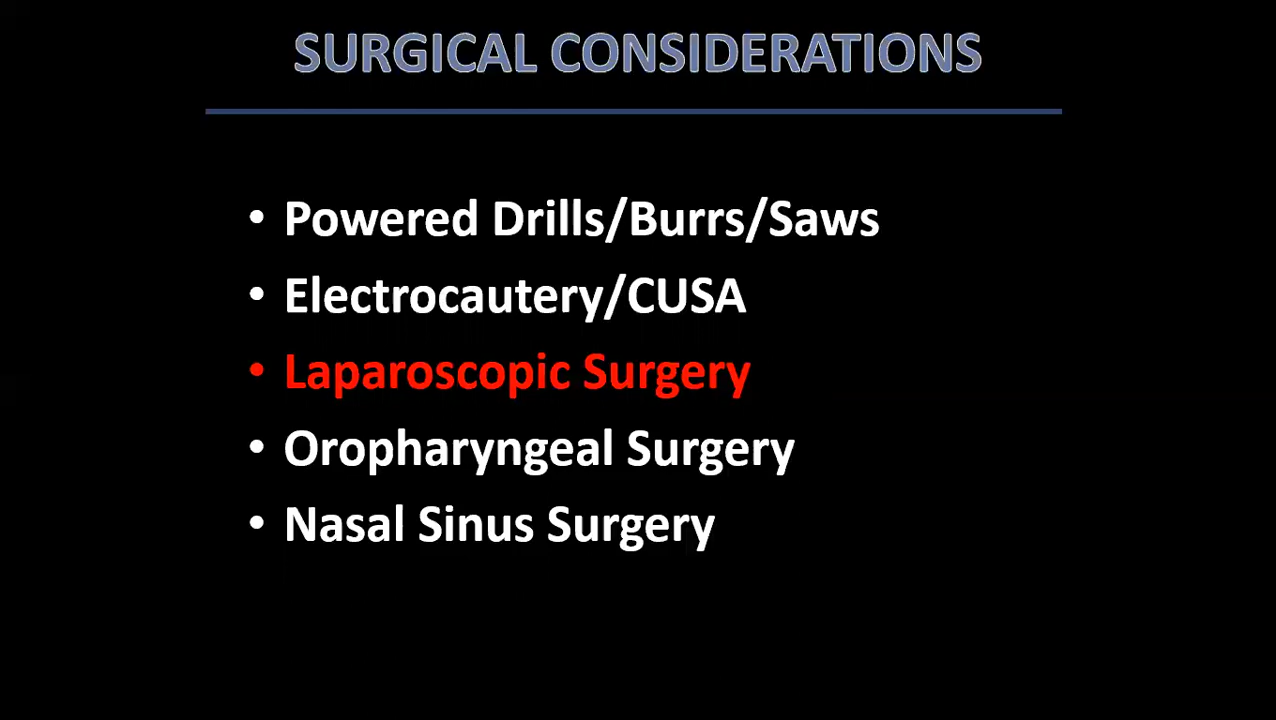 SURGICAL CONSIDERATIONS
• Powered Drills/Burrs/Saws
• Electrocautery/CUSA
• Laparoscopic Surgery
• Oropharyngeal Surgery
• Nasal Sinus Surgery